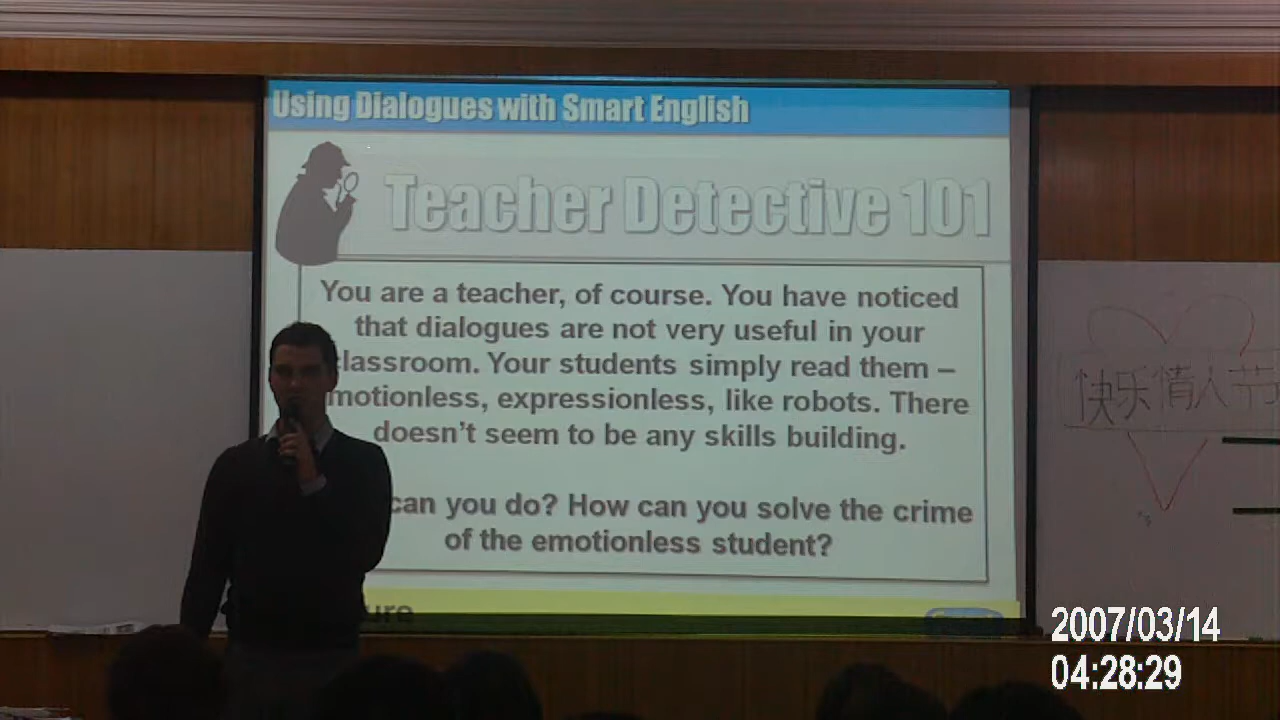 Using Dialogues with Smart English
Teacher Detective 101
You are a teacher, of course. You have noticed
that dialogues are not very useful in your
lassroom. Your students simply read them –
motionless, expressionless, like robots. There
doesn't seem to be any skills building.
can you do? How can you solve the crime
of the emotionless student?
ure
快乐情人节
2007/03/14
04:28:29